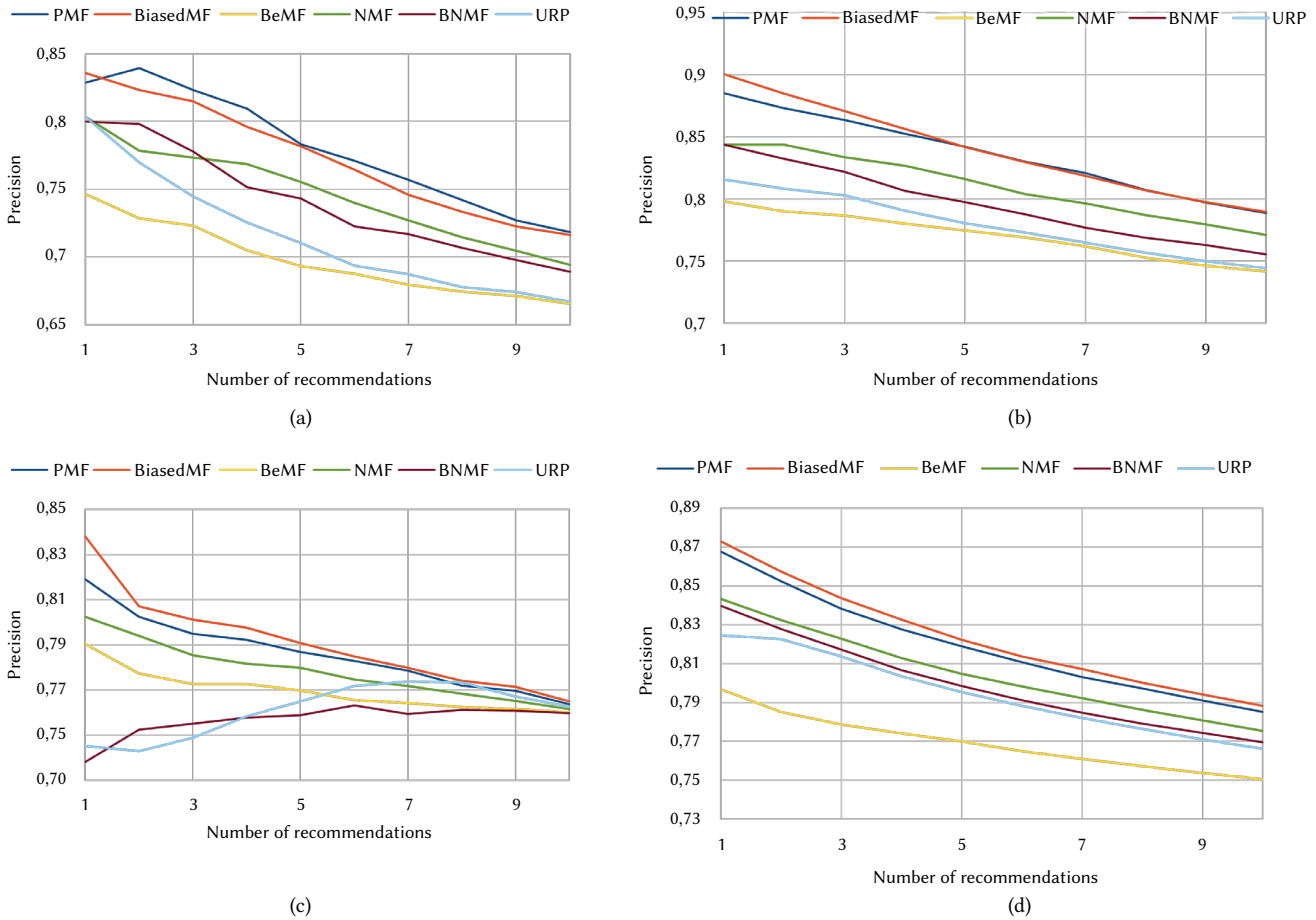 PMF BiasedMF BeMF NMF BNMF URP
0,85
0,8
0,75
0,7
0,65
Precision
1 3 5 7 9
Number of recommendations
(a)
PMF BiasedMF BeMF NMF BNMF URP
0,95
0,9
0,85
0,8
0,75
0,7
Precision
1 3 5 7 9
Number of recommendations
(b)
PMF BiasedMF BeMF NMF BNMF URP
0,85
0,83
0,81
0,79
0,77
0,75
0,70
Precision
1 3 5 7 9
Number of recommendations
(c)
PMF BiasedMF BeMF NMF BNMF URP
0,89
0,87
0,85
0,83
0,81
0,79
0,77
0,75
0,73
Precision
1 3 5 7 9
Number of recommendations
(d)